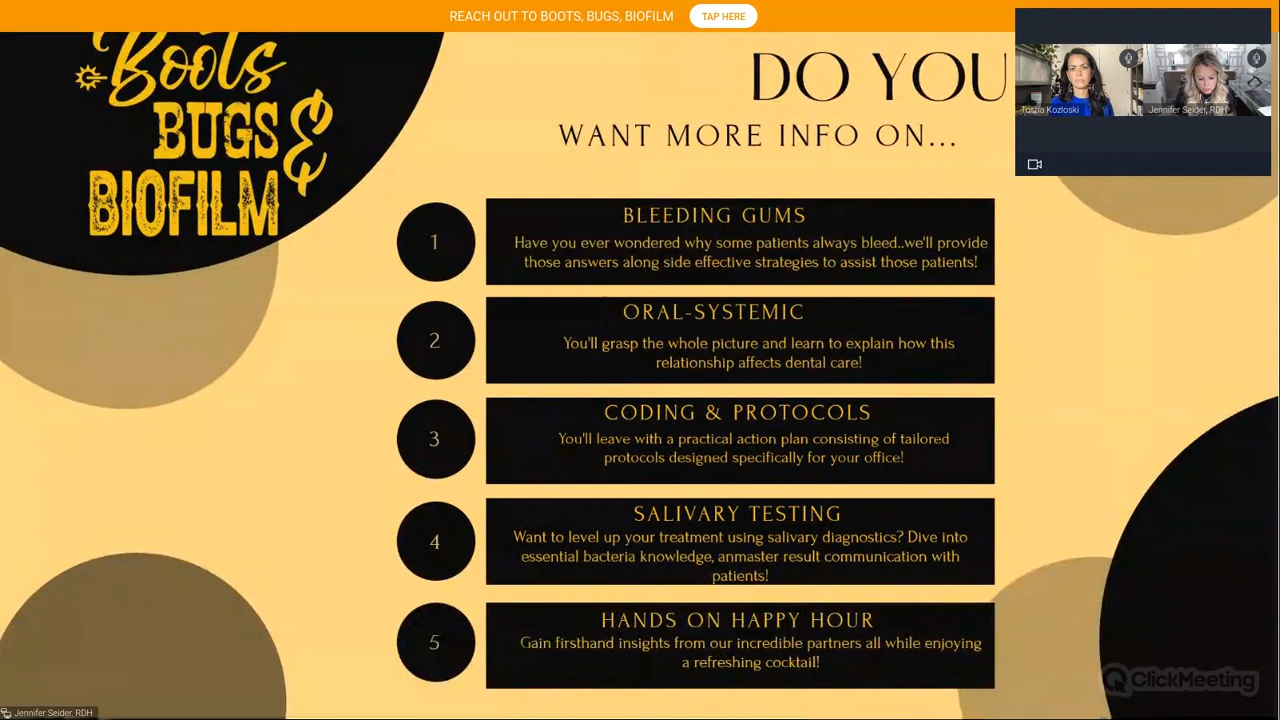 REACH OUT TO BOOTS, BUGS, BIOFILM TAP HERE
Boots
BUGS &
BIOFILM
DO YOU
WANT MORE INFO ON...
Tosha Kozloski
Jennifer Seider, RDH
1
BLEEDING GUMS
Have you ever wondered why some patients always bleed..we'll provide
those answers along side effective strategies to assist those patients!
2
ORAL-SYSTEMIC
You'll grasp the whole picture and learn to explain how this
relationship affects dental care!
3
CODING & PROTOCOLS
You'll leave with a practical action plan consisting of tailored
protocols designed specifically for your office!
4
SALIVARY TESTING
Want to level up your treatment using salivary diagnostics? Dive into
essential bacteria knowledge, anmaster result communication with
patients!
5
HANDS ON HAPPY HOUR
Gain firsthand insights from our incredible partners all while enjoying
a refreshing cocktail!
ClickMeeting
Jennifer Seider, RDH